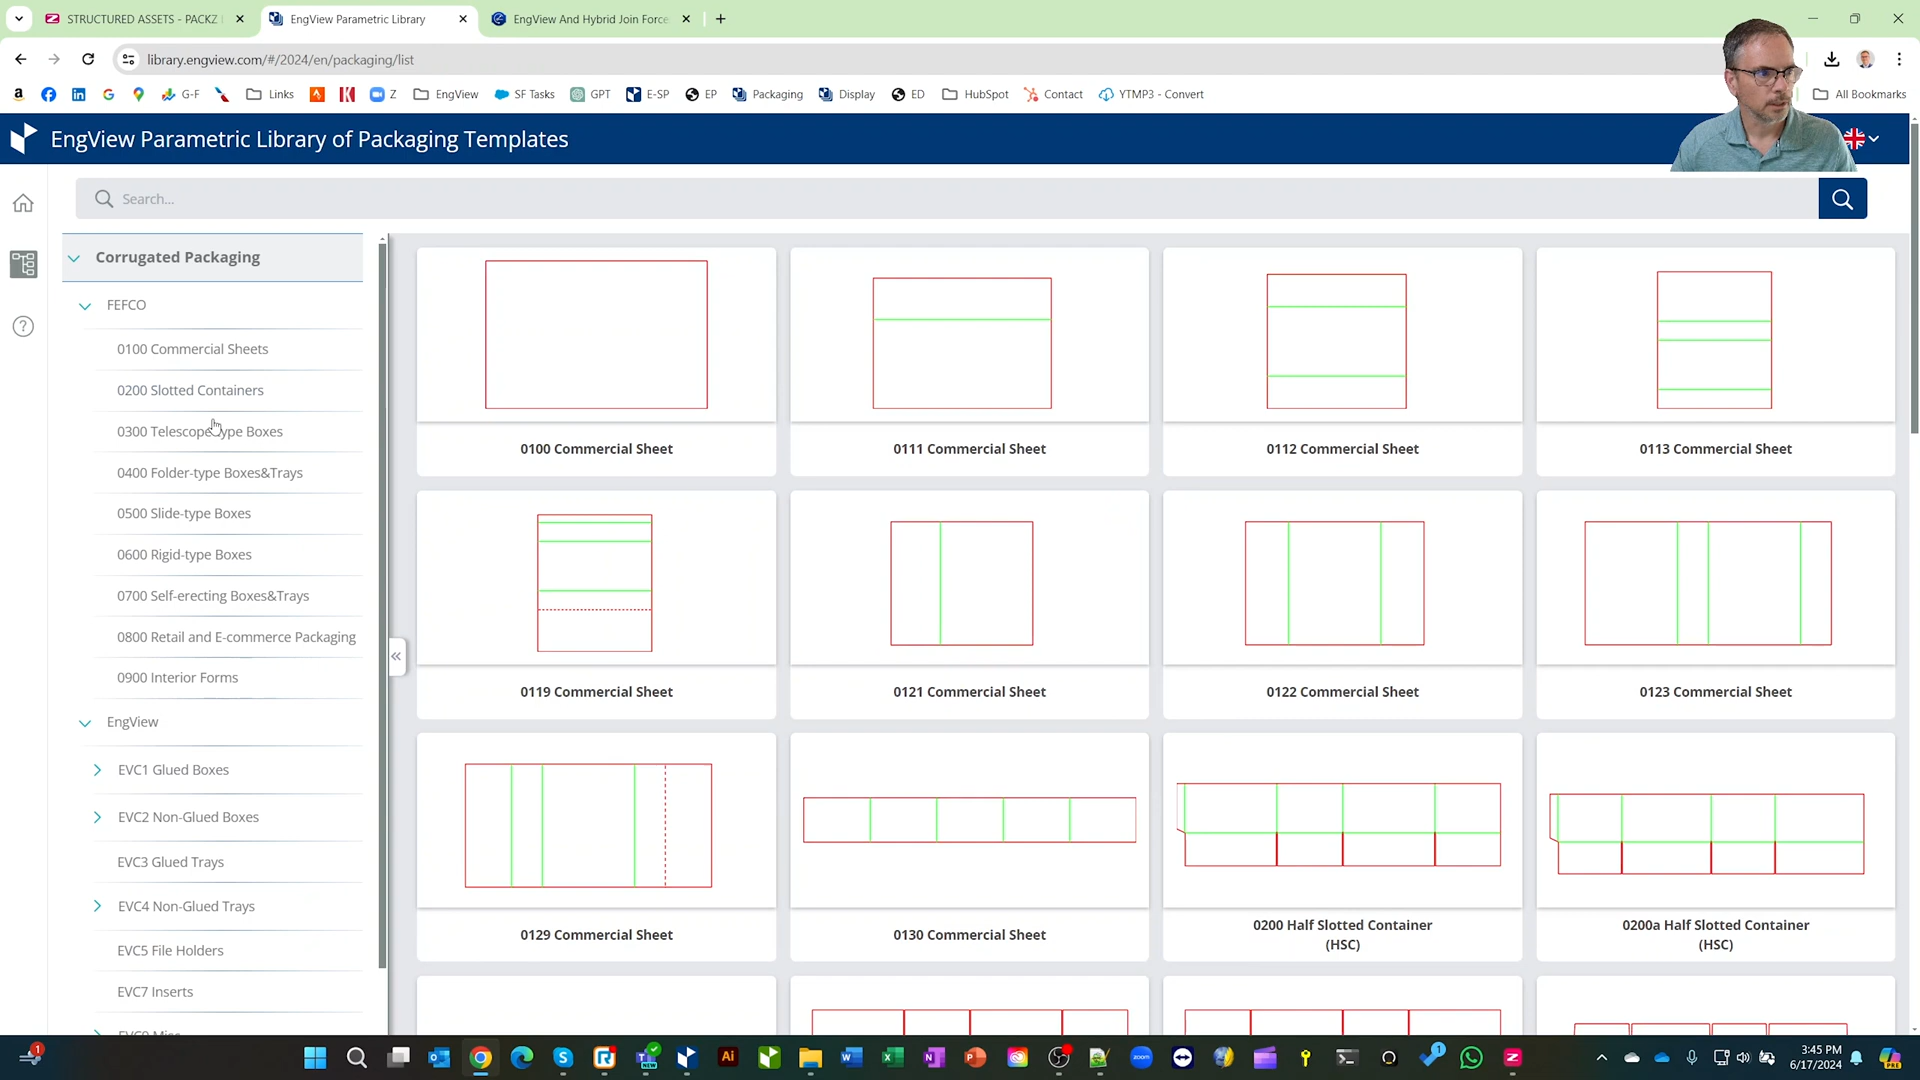 STRUCTURED ASSETS - PACKZ
EngView Parametric Library
EngView And Hybrid Join Force
library.engview.com/#/2024/en/packaging/list
G-F
Links
Z
EngView
SF Tasks
GPT
E-SP
EP
Packaging
Display
ED
HubSpot
Contact
YTMP3 - Convert
All Bookmarks
EngView Parametric Library of Packaging Templates
Search...
Corrugated Packaging
FEFCO
0100 Commercial Sheets
0200 Slotted Containers
0300 Telescope-type Boxes
0400 Folder-type Boxes&Trays
0500 Slide-type Boxes
0600 Rigid-type Boxes
0700 Self-erecting Boxes&Trays
0800 Retail and E-commerce Packaging
0900 Interior Forms
EngView
EVC1 Glued Boxes
EVC2 Non-Glued Boxes
EVC3 Glued Trays
EVC4 Non-Glued Trays
EVC5 File Holders
EVC7 Inserts
0100 Commercial Sheet
0111 Commercial Sheet
0112 Commercial Sheet
0113 Commercial Sheet
0119 Commercial Sheet
0121 Commercial Sheet
0122 Commercial Sheet
0123 Commercial Sheet
0129 Commercial Sheet
0130 Commercial Sheet
0200 Half Slotted Container
(HSC)
0200a Half Slotted Container
(HSC)
3:45 PM
6/17/2024